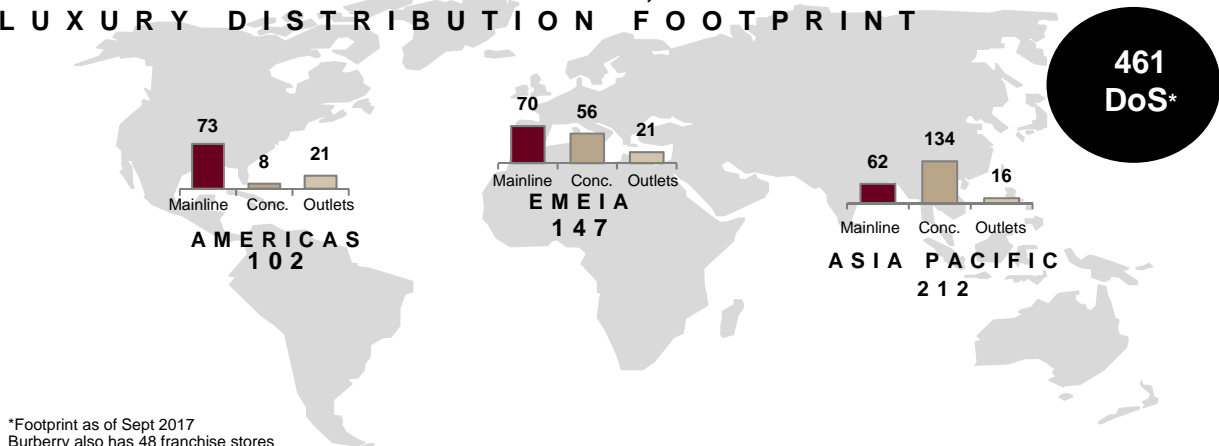 LUXURY DISTRIBUTION FOOTPRINT
461
DoS*
73
8
21
Mainline Conc. Outlets
AMERICAS
102
70
56
21
Mainline Conc. Outlets
EMEIA
147
62
134
16
Mainline Conc. Outlets
ASIA PACIFIC
212
*Footprint as of Sept 2017
Burberry also has 48 franchise stores